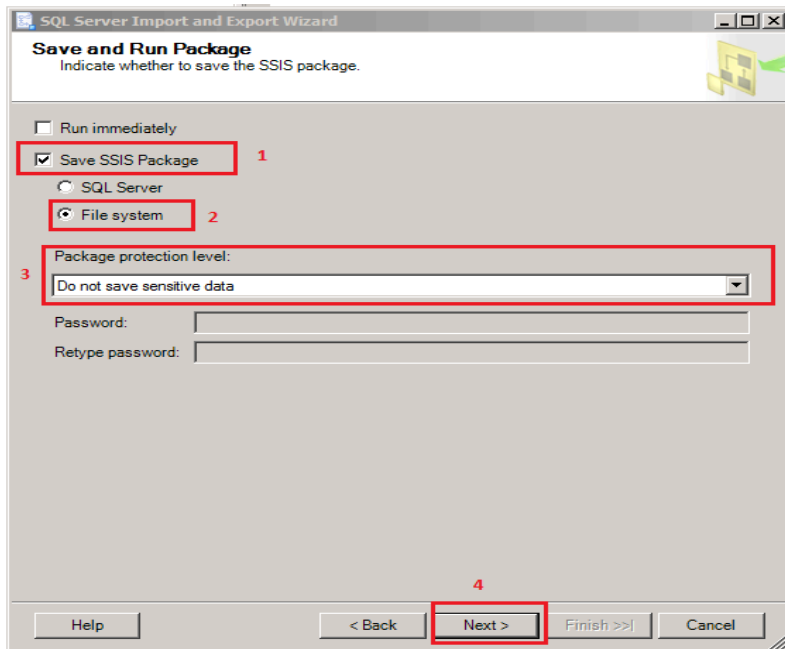 SQL Server Import and Export Wizard
Save and Run Package
Indicate whether to save the SSIS package.
Run immediately
Save SSIS Package 1
SQL Server
File system 2
Package protection level:
3
Do not save sensitive data
Password:
Retype password:
4
Help < Back Next > Finish >>| Cancel